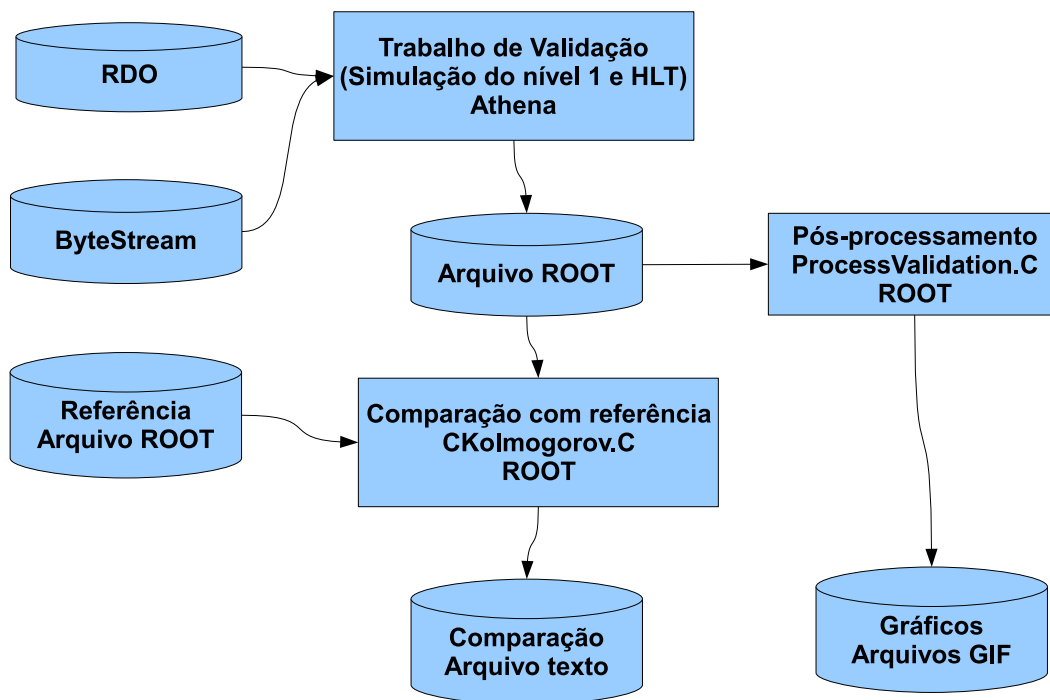 RDO
Trabalho de Validação
(Simulação do nível 1 e HLT)
Athena
ByteStream
Arquivo ROOT
Pós-processamento
ProcessValidation.C
ROOT
Referência
Arquivo ROOT
Comparação com referência
CKolmogorov.C
ROOT
Comparação
Arquivo texto
Gráficos
Arquivos GIF